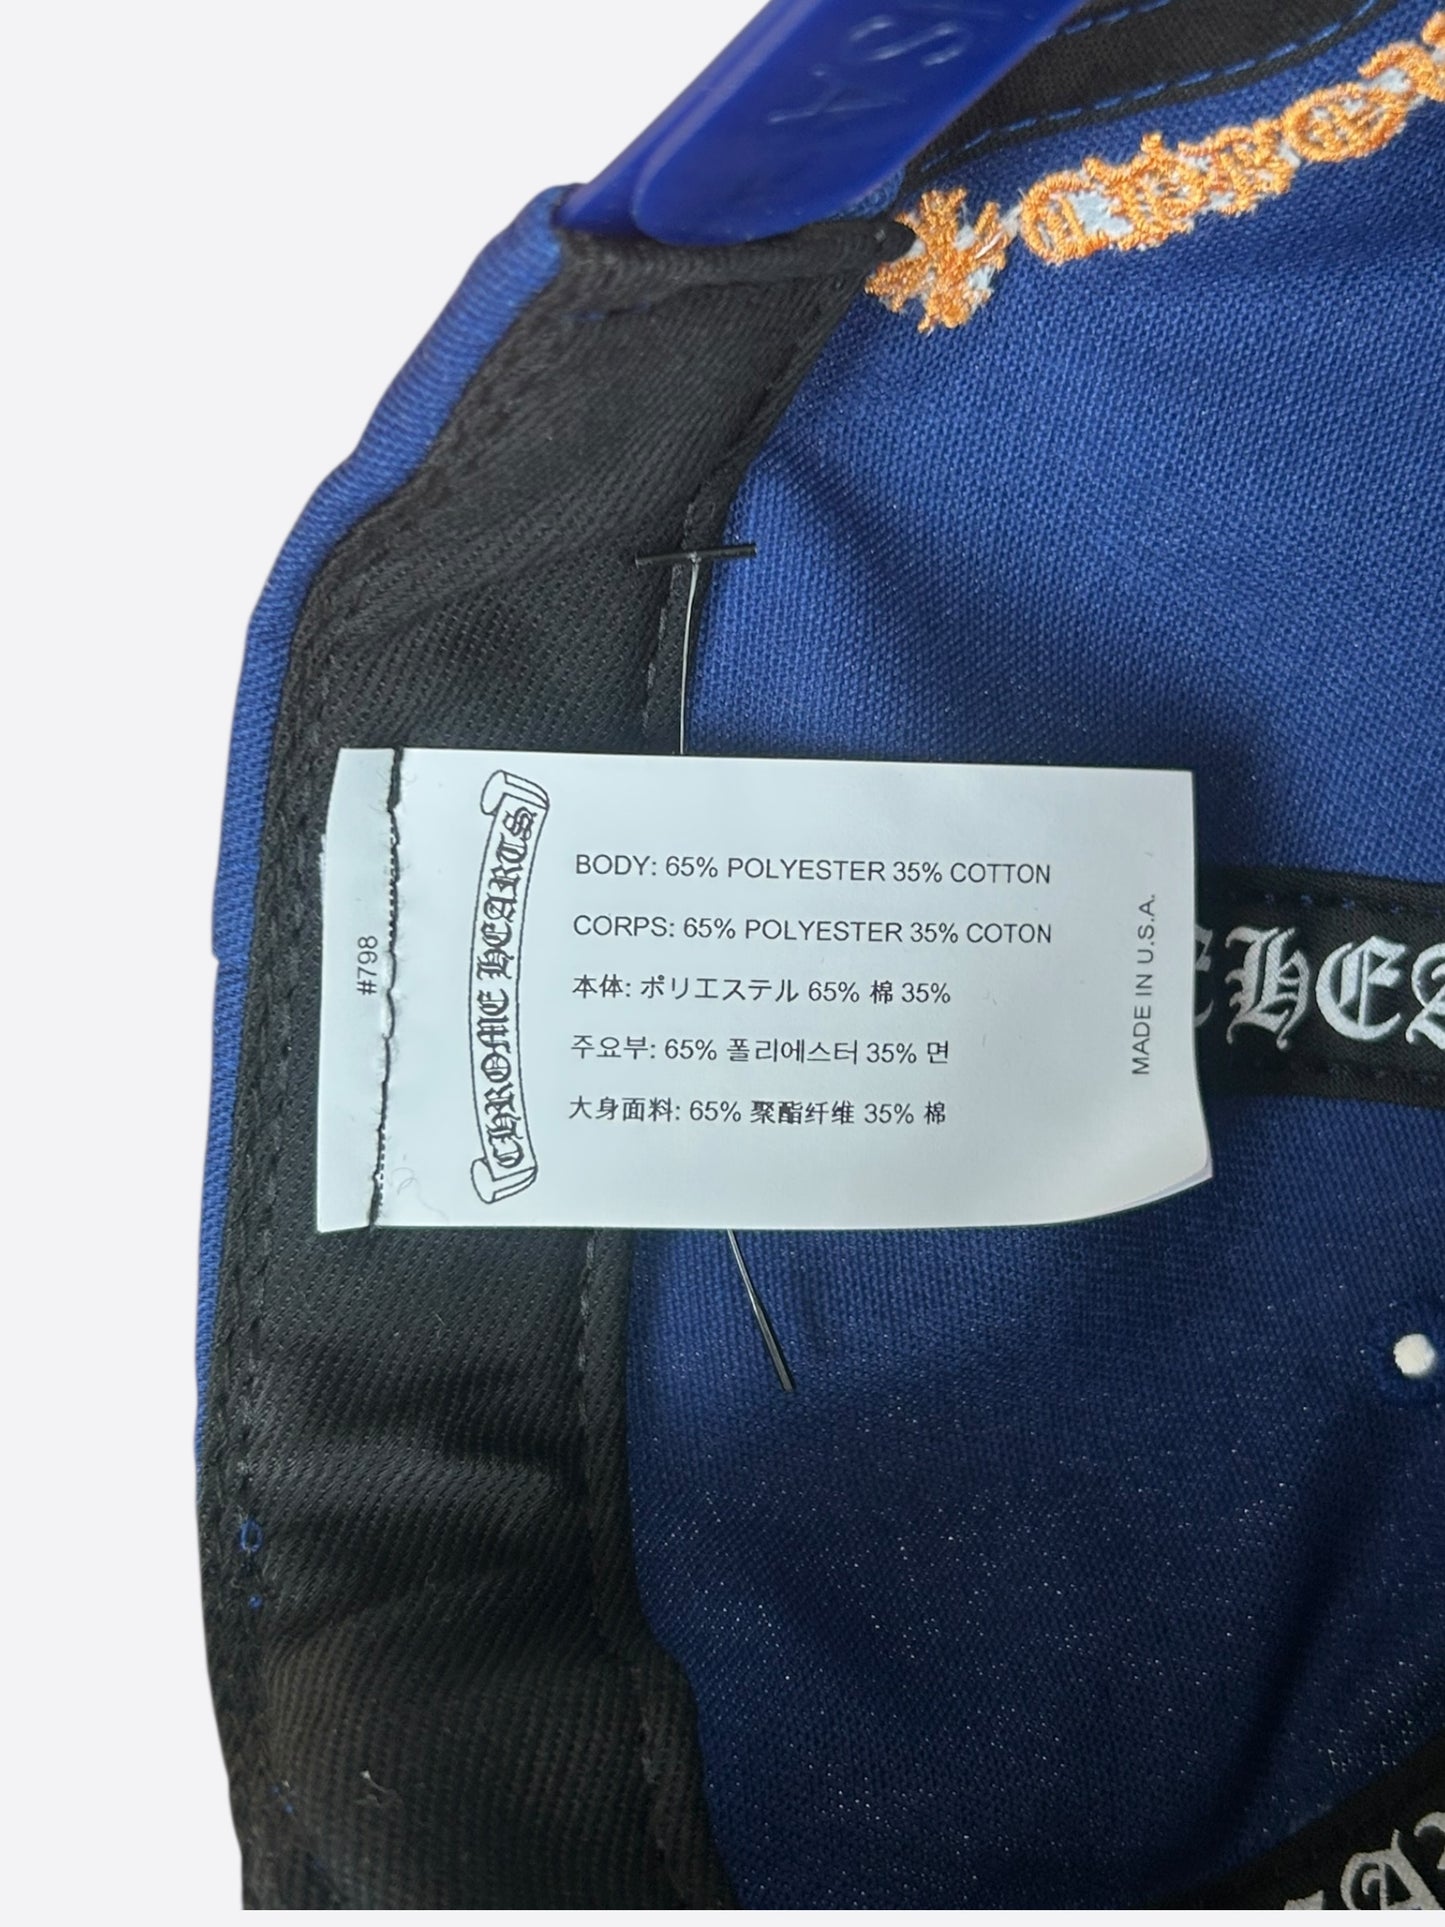 BODY: 65% POLYESTER 35% COTTON
CORPS: 65% POLYESTER 35% COTON
本体: ポリエステル 65% 棉 35%
주요부: 65% 폴리에스터 35% 면
大身面料: 65% 聚酯纤维 35% 棉
CHROME HEARTS
#798
MADE IN U.S.A.